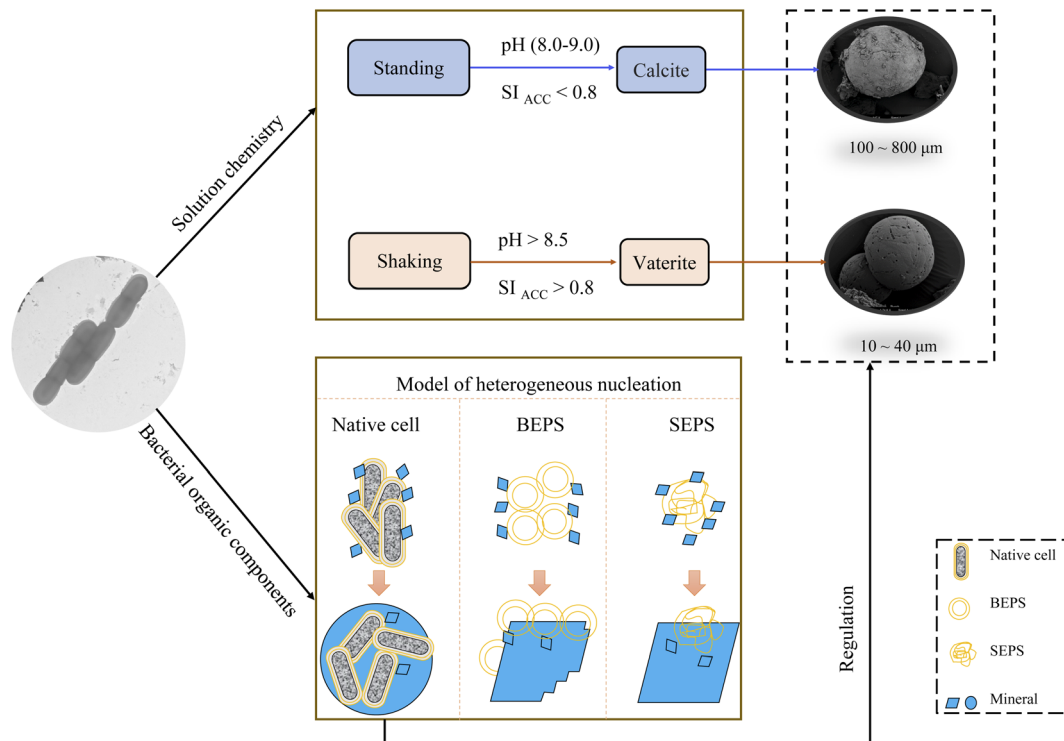 Solution chemistry
Bacterial organic components
Standing
pH (8.0-9.0)
SI ACC < 0.8
Calcite
100 ~ 800 μm
Shaking
pH > 8.5
SI ACC > 0.8
Vaterite
10 ~ 40 μm
Model of heterogeneous nucleation
Native cell
BEPS
SEPS
Regulation
Native cell
BEPS
SEPS
Mineral